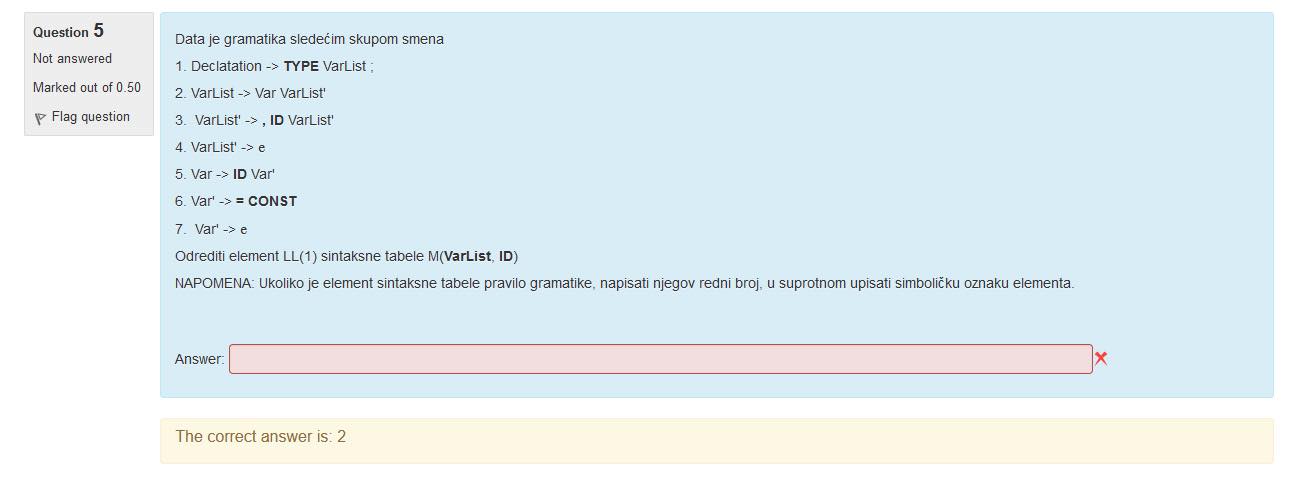 Question 5
Not answered
Marked out of 0.50
Flag question
Data je gramatika sledećim skupom smena
1. Declatation -> TYPE VarList ;
2. VarList -> Var VarList'
3. VarList' -> , ID VarList'
4. VarList' -> e
5. Var -> ID Var'
6. Var' -> = CONST
7. Var' -> e
Odrediti element LL(1) sintaksne tabele M(VarList, ID)
NAPOMENA: Ukoliko je element sintaksne tabele pravilo gramatike, napisati njegov redni broj, u suprotnom upisati simboličku oznaku elementa.
Answer:
The correct answer is: 2